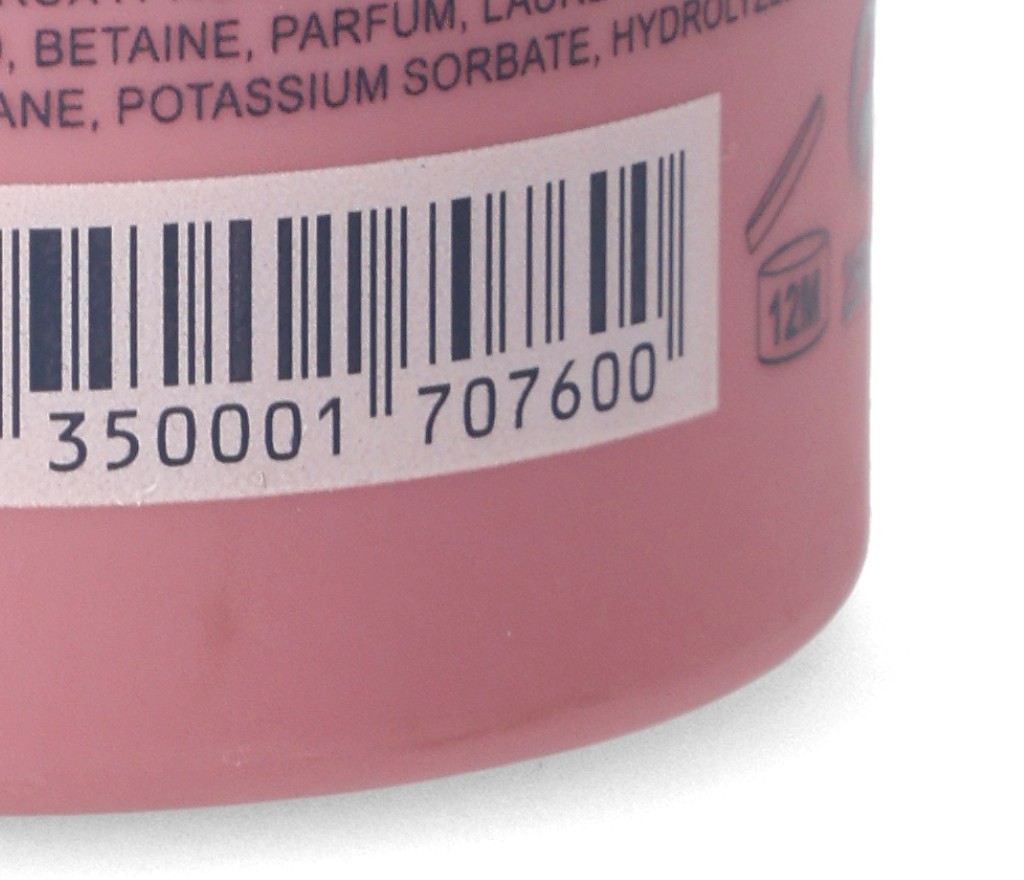 , BETAINE, PARFUM,
ANE, POTASSIUM SORBATE,
350001 707600
12M